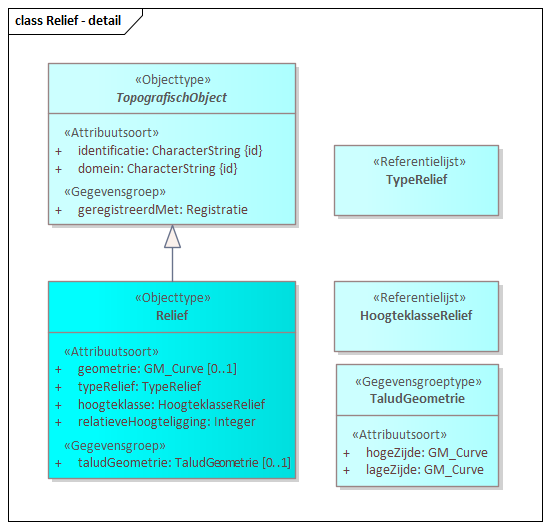 class Relief - detail
«Objecttype»
TopografischObject
«Attribuutsoort»
+ identificatie: CharacterString {id}
+ domein: CharacterString {id}
«Gegevensgroep»
+ geregistreerdMet: Registratie
«Referentielijst»
TypeRelief
«Objecttype»
Relief
«Attribuutsoort»
+ geometrie: GM_Curve [0..1]
+ typeRelief: TypeRelief
+ hoogteklasse: HoogteklasseRelief
+ relatieveHoogteligging: Integer
«Gegevensgroep»
+ taludGeometrie: TaludGeometrie [0..1]
«Referentielijst»
HoogteklasseRelief
«Gegevensgroeptype»
TaludGeometrie
«Attribuutsoort»
+ hogeZijde: GM_Curve
+ lageZijde: GM_Curve